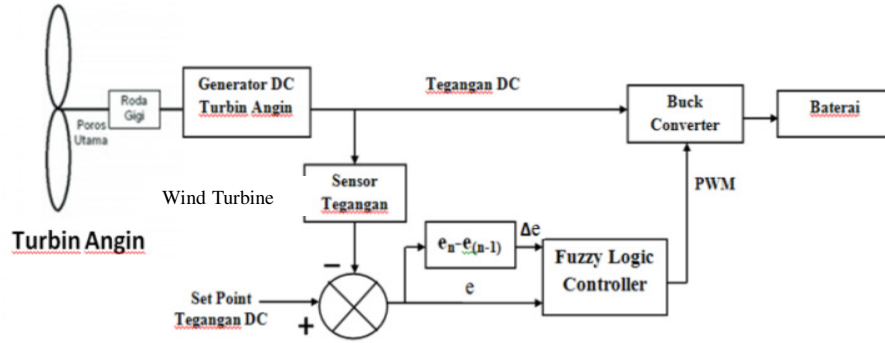 Generator DC
Turbin Angin
Tegangan DC
Roda
Gigi
Buck
Converter
Baterai
Poros
Utama
Sensor
Tegangan
PWM
Wind Turbine
Turbin Angin
en-e(n-1)
Δe
Fuzzy Logic
Controller
−
e
Set Point
Tegangan DC
+